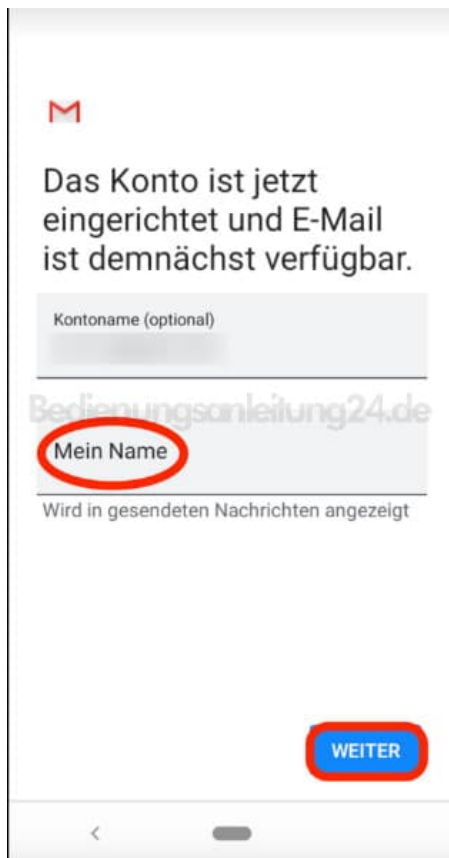 Das Konto ist jetzt
eingerichtet und E-Mail
ist demnächst verfügbar.
Kontoname (optional)
Bedienungsanleitung24.de
Mein Name
Wird in gesendeten Nachrichten angezeigt
WEITER